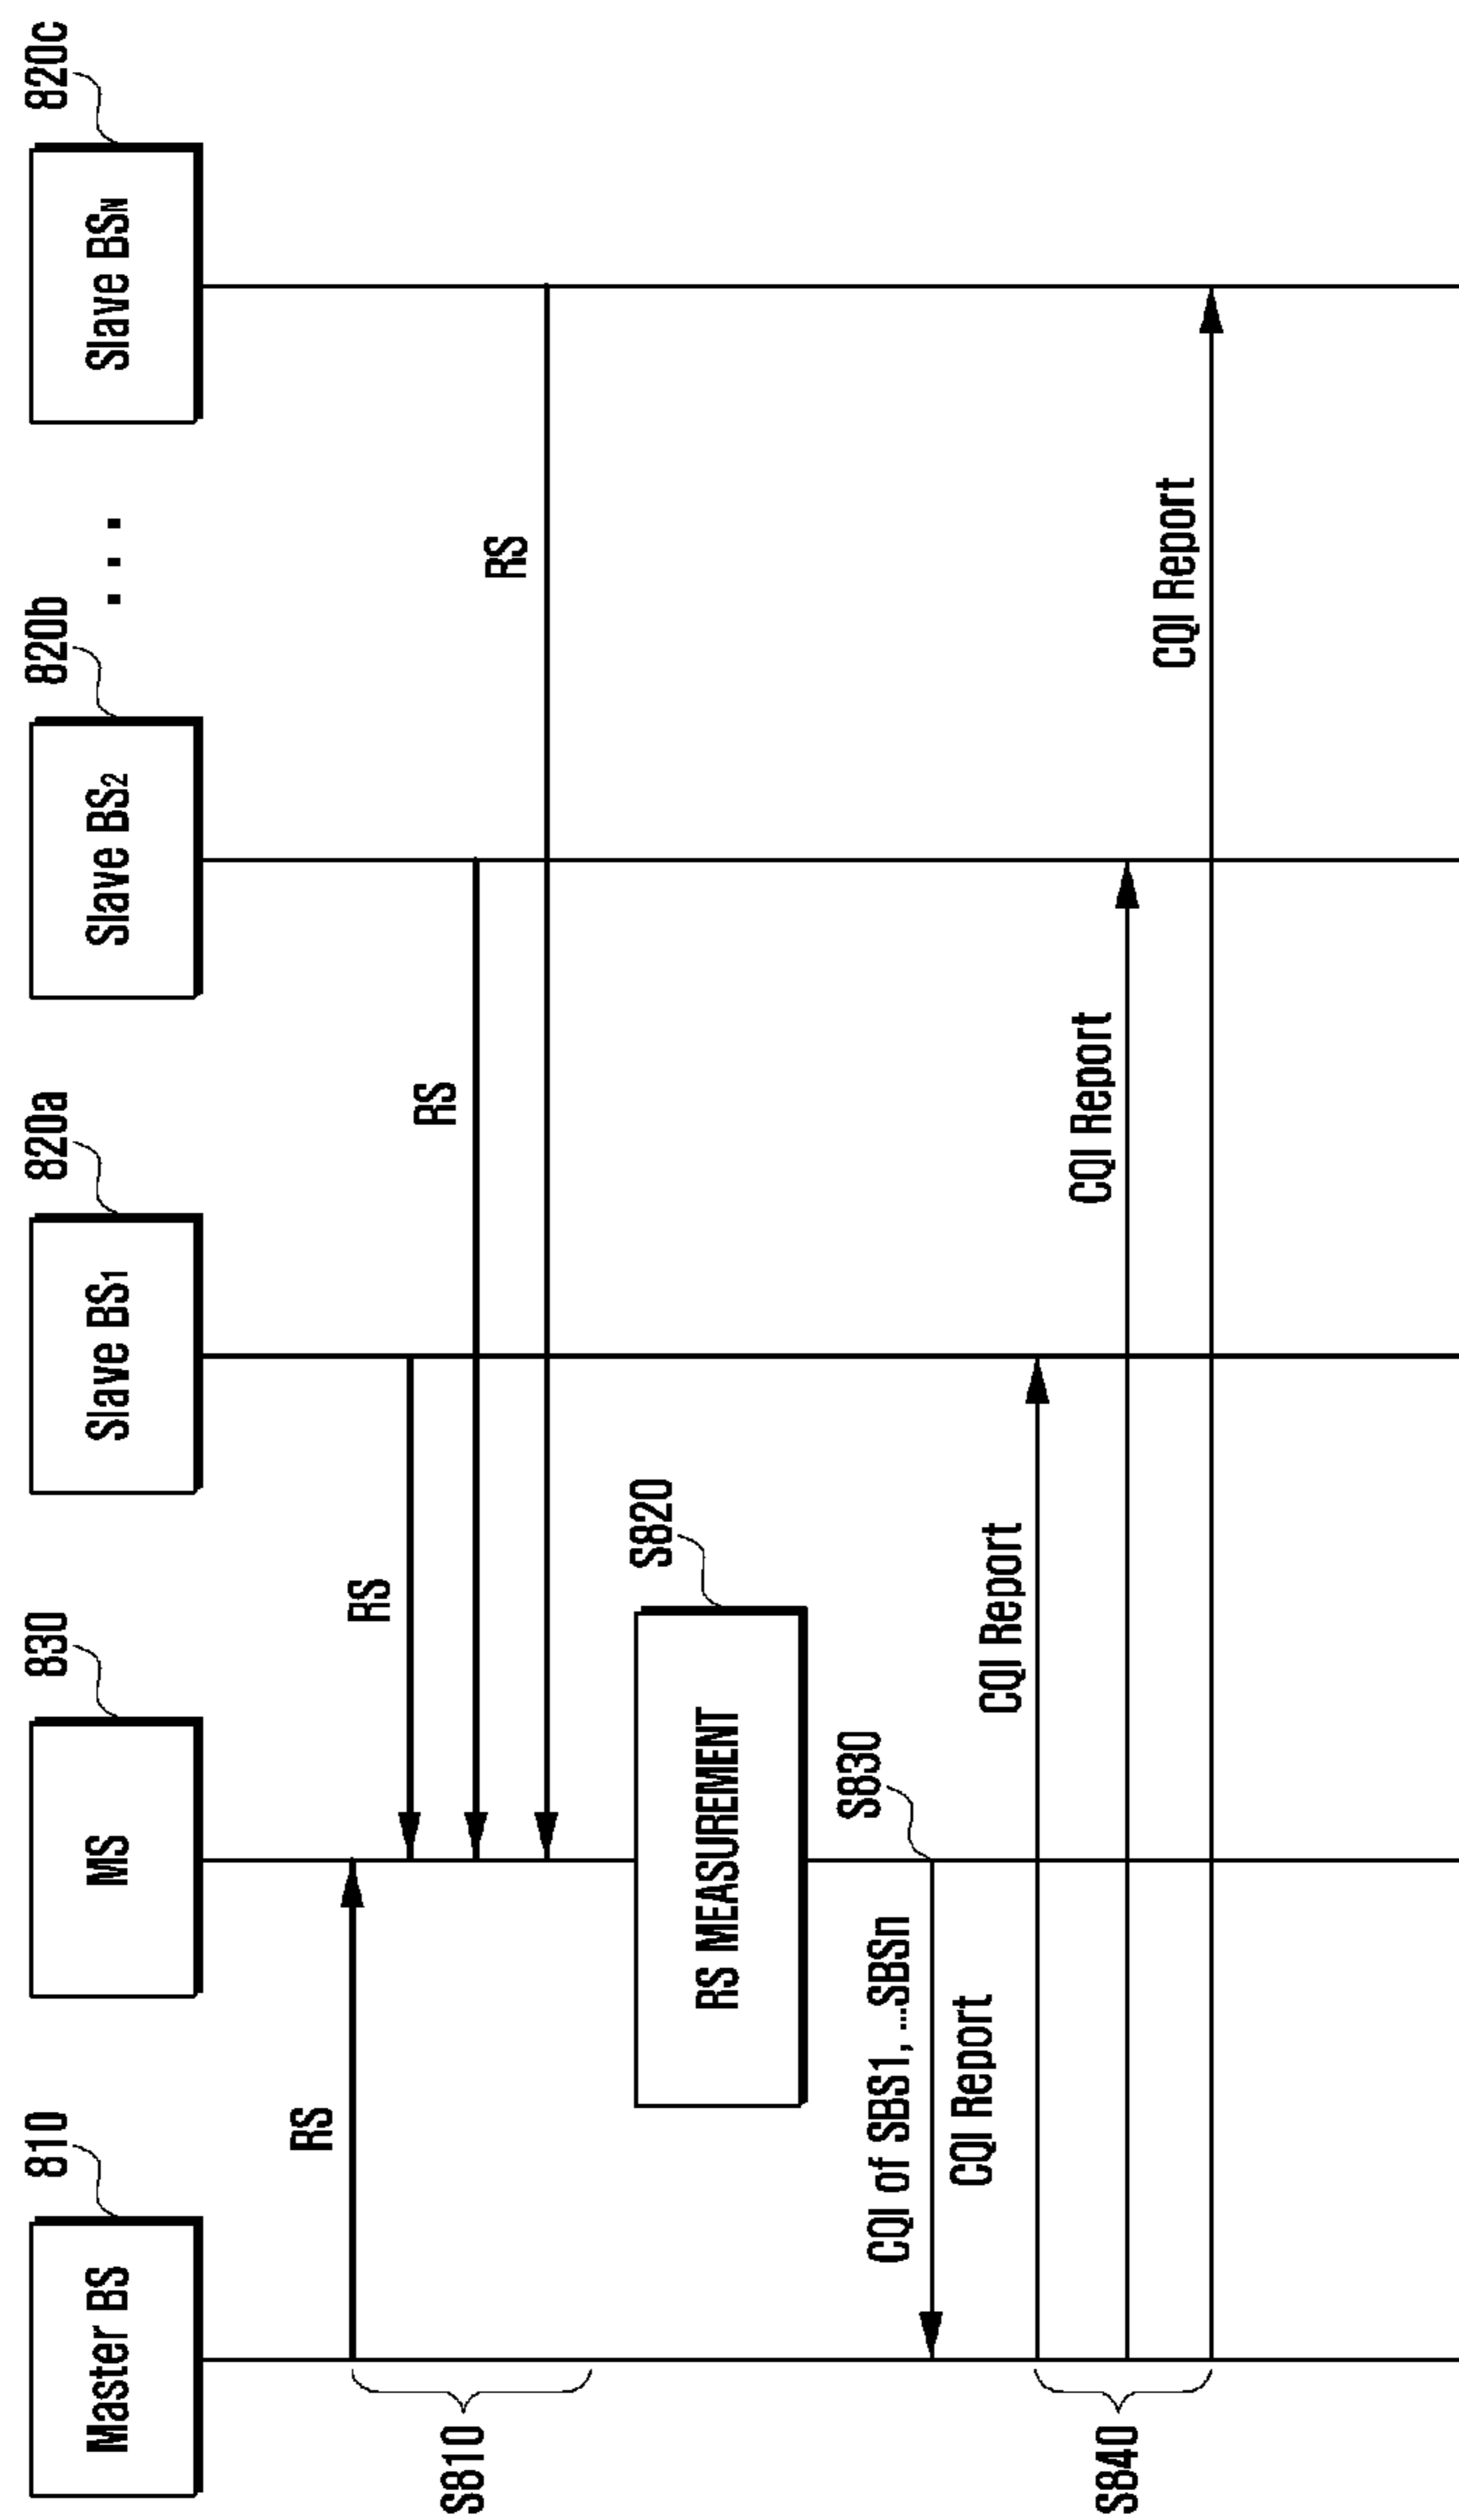 810
830
820a
820b
820c
Master BS
MS
Slave BS1
Slave BS2
...
Slave BSN
RS
RS
RS
RS
S810
S820
RS MEASUREMENT
S830
CQI of SBS1, ...SBSn
CQI Report
CQI Report
CQI Report
CQI Report
S840